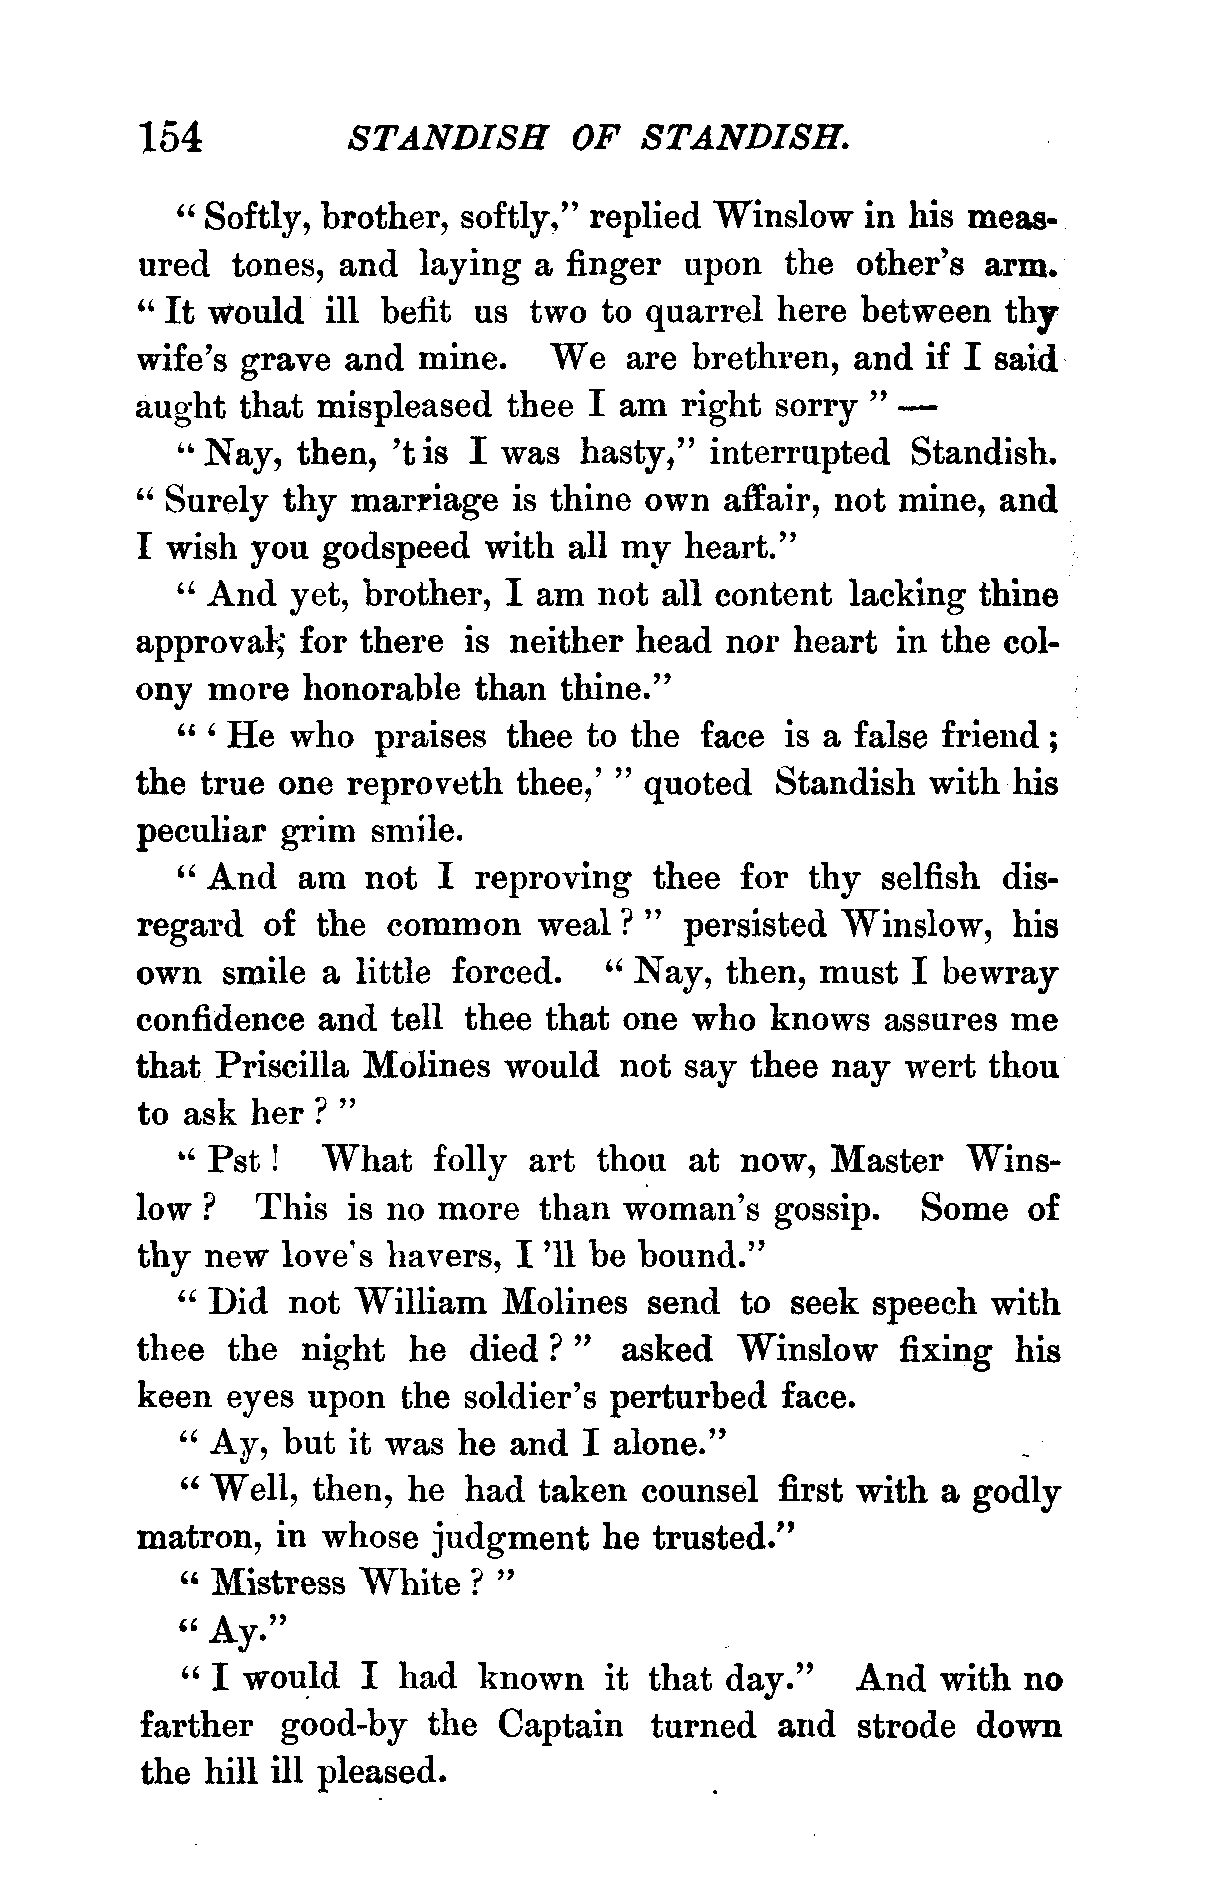 154 STANDISH OF STANDISH.
“ Softly, brother, softly,” replied Winslow in his meas-
ured tones, and laying a finger upon the other’s arm.
“ It would ill befit us two to quarrel here between thy
wife’s grave and mine. We are brethren, and if I said
aught that mispleased thee I am right sorry ” —
“ Nay, then, ’t is I was hasty,” interrupted Standish.
“ Surely thy marriage is thine own affair, not mine, and
I wish you godspeed with all my heart.”
“ And yet, brother, I am not all content lacking thine
approval; for there is neither head nor heart in the col-
ony more honorable than thine.”
“ ‘ He who praises thee to the face is a false friend ;
the true one reproveth thee,’ ” quoted Standish with his
peculiar grim smile.
“ And am not I reproving thee for thy selfish dis-
regard of the common weal ? ” persisted Winslow, his
own smile a little forced. “ Nay, then, must I bewray
confidence and tell thee that one who knows assures me
that Priscilla Molines would not say thee nay wert thou
to ask her ? ”
“ Pst ! What folly art thou at now, Master Wins-
low ? This is no more than woman’s gossip. Some of
thy new love’s havers, I ’ll be bound.”
“ Did not William Molines send to seek speech with
thee the night he died ? ” asked Winslow fixing his
keen eyes upon the soldier’s perturbed face.
“ Ay, but it was he and I alone.”
“ Well, then, he had taken counsel first with a godly
matron, in whose judgment he trusted.”
“ Mistress White ? ”
“ Ay.”
“ I would I had known it that day.” And with no
farther good-by the Captain turned and strode down
the hill ill pleased.